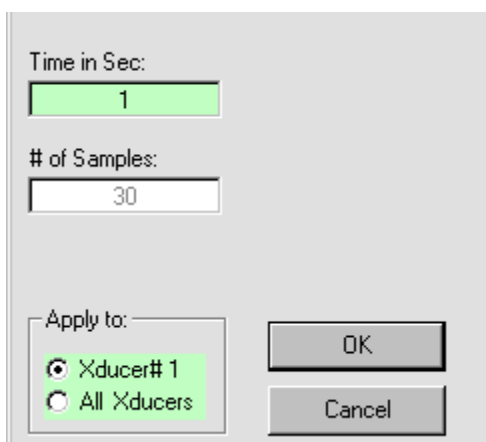 Time in Sec:
1
# of Samples:
30
Apply to:
Xducer# 1
All Xducers
OK
Cancel